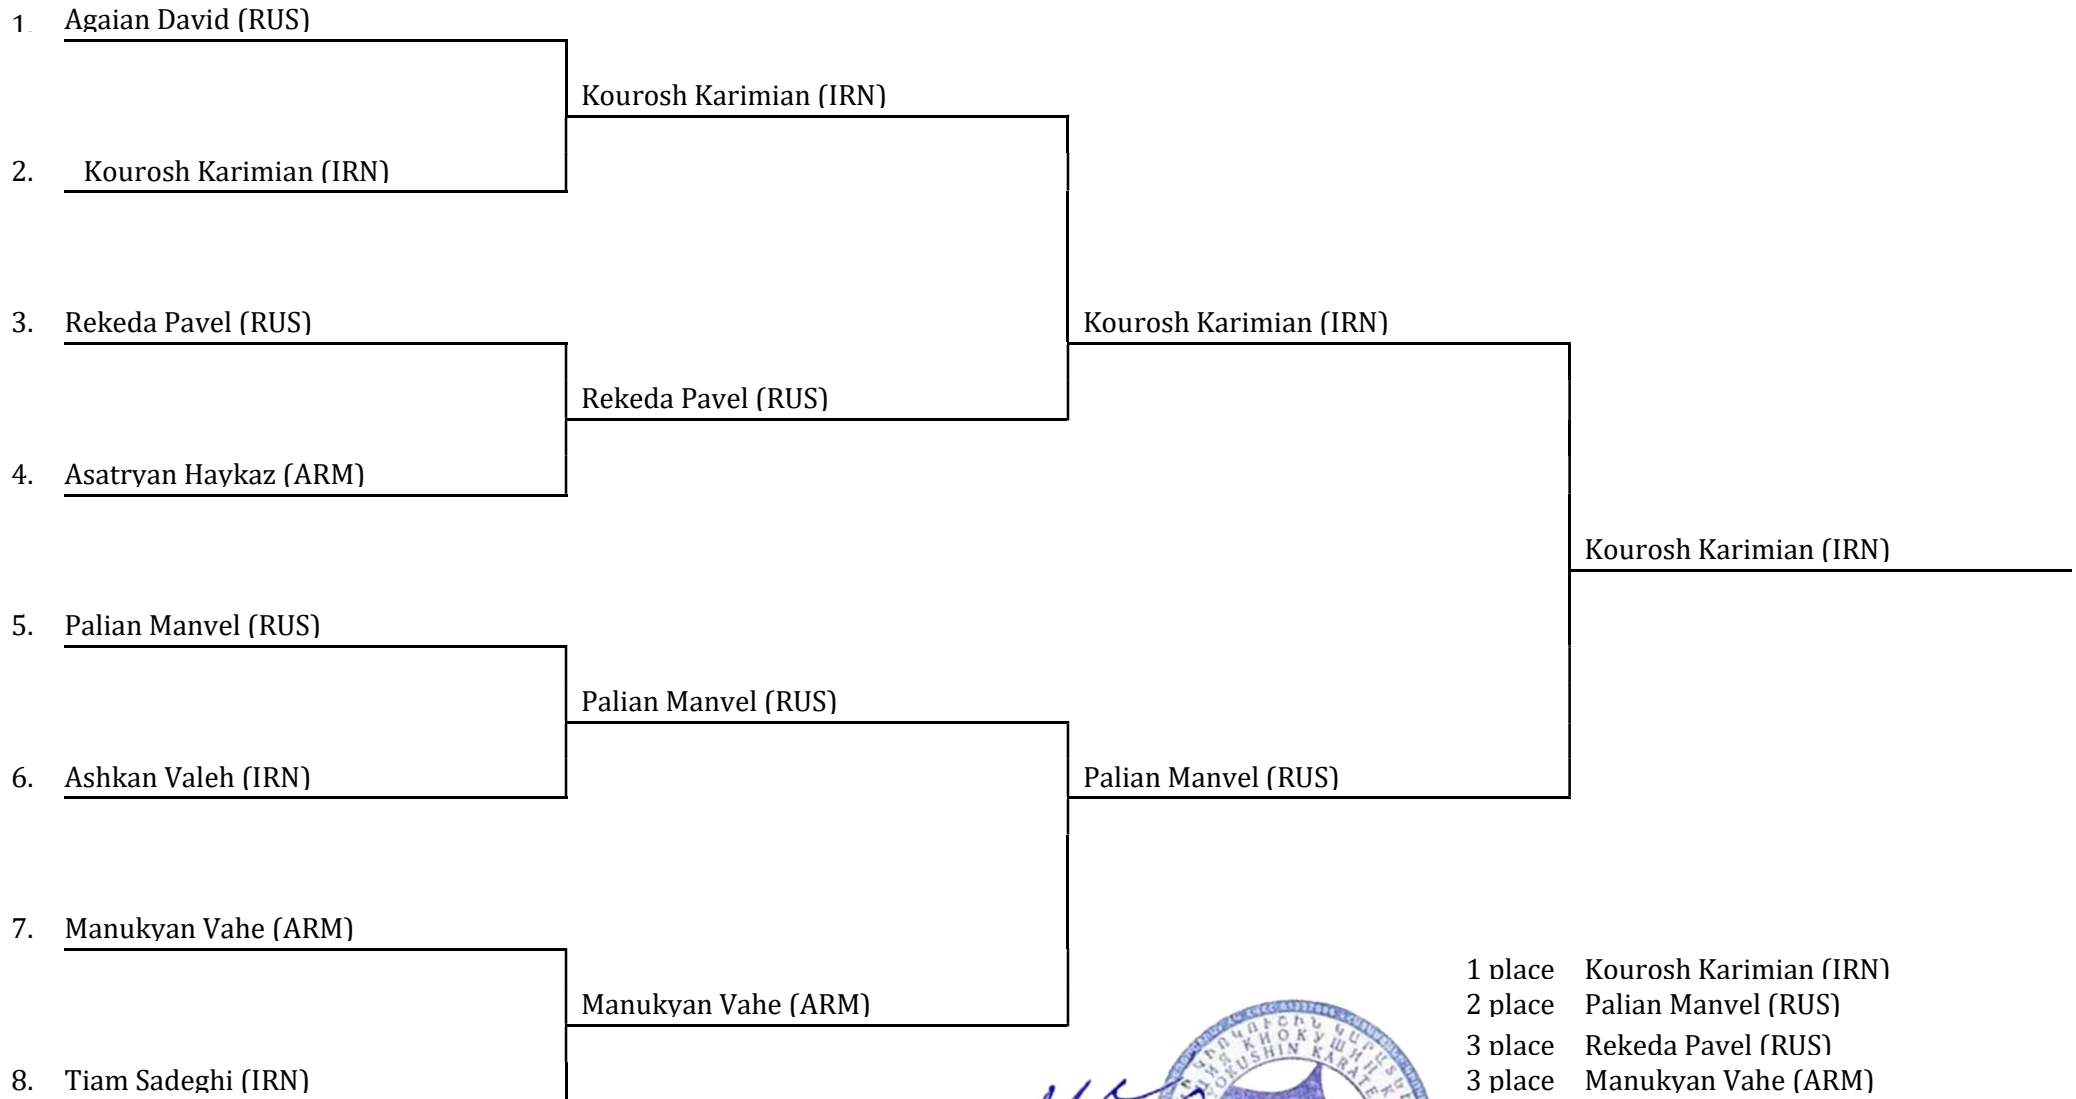 1. Agaian David (RUS)
Kourosh Karimian (IRN)
2. Kourosh Karimian (IRN)
3. Rekeda Pavel (RUS)
Kourosh Karimian (IRN)
Rekeda Pavel (RUS)
4. Asatryan Haykaz (ARM)
Kourosh Karimian (IRN)
5. Palian Manvel (RUS)
Palian Manvel (RUS)
6. Ashkan Valeh (IRN)
Palian Manvel (RUS)
7. Manukyan Vahe (ARM)
1 place Kourosh Karimian (IRN)
Manukyan Vahe (ARM)
2 place Palian Manvel (RUS)
3 place Rekeda Pavel (RUS)
8. Tiam Sadeghi (IRN)
3 place Manukyan Vahe (ARM)
КИОКУШИН
KARATE